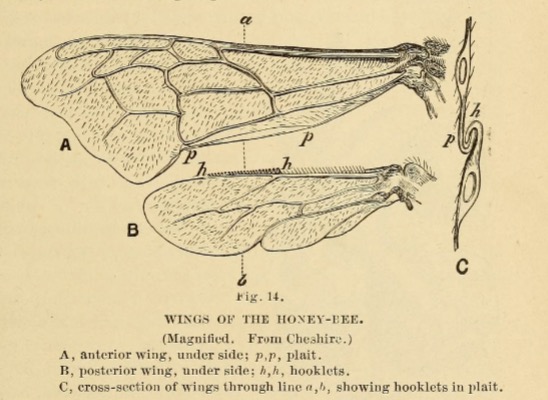 a
A
p
p
h
h
p
h
B
b
C
Fig. 14.
WINGS OF THE HONEY-BEE.
(Magnified. From Cheshire.)
A, anterior wing, under side; p,p, plait.
B, posterior wing, under side; h,h, hooklets.
C, cross-section of wings through line a,b, showing hooklets in plait.